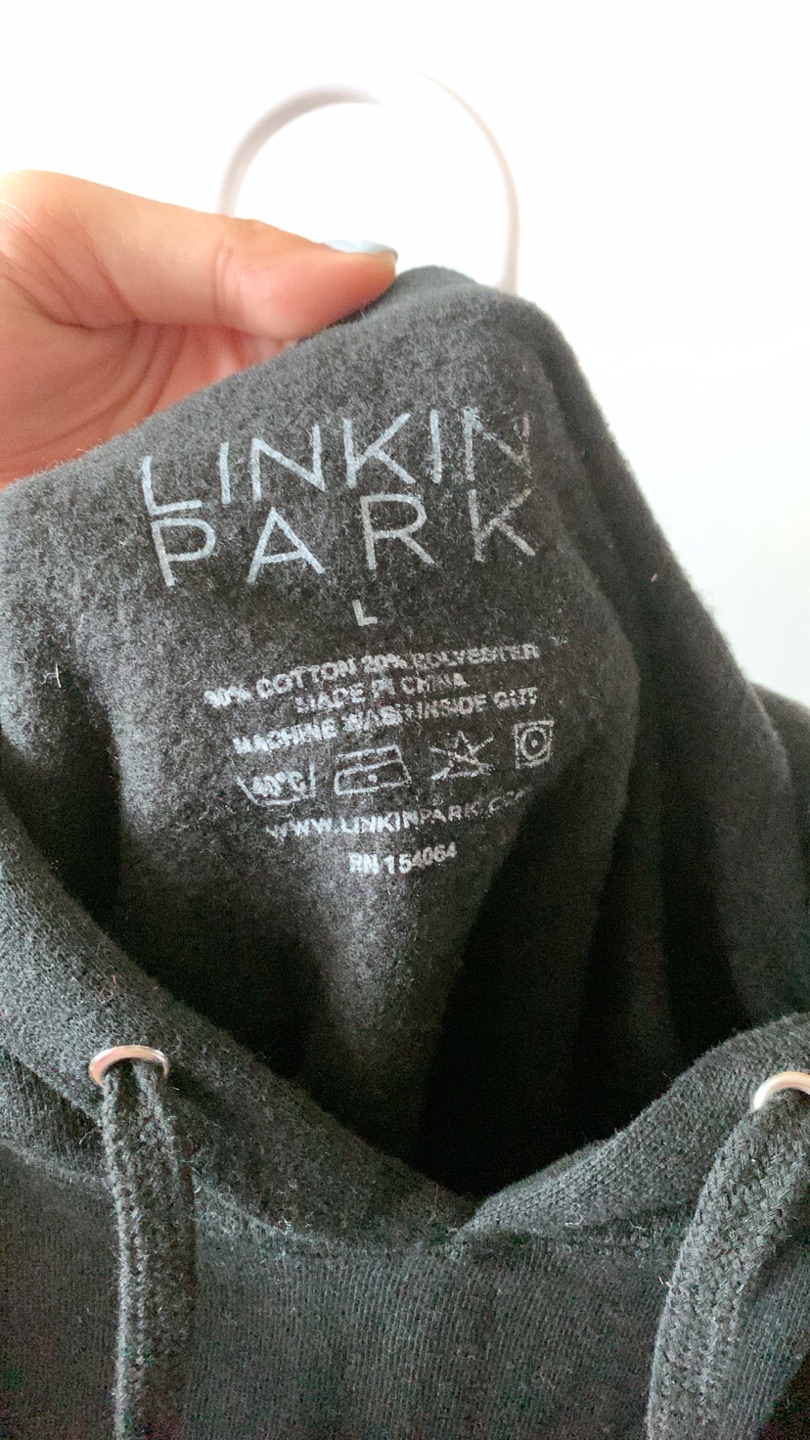 LINKIN
PARK
L
80% COTTON 20% POLYESTER
MADE IN CHINA
MACHINE WASH INSIDE OUT
40°C
WWW.LINKINPARK.COM
RN 154064